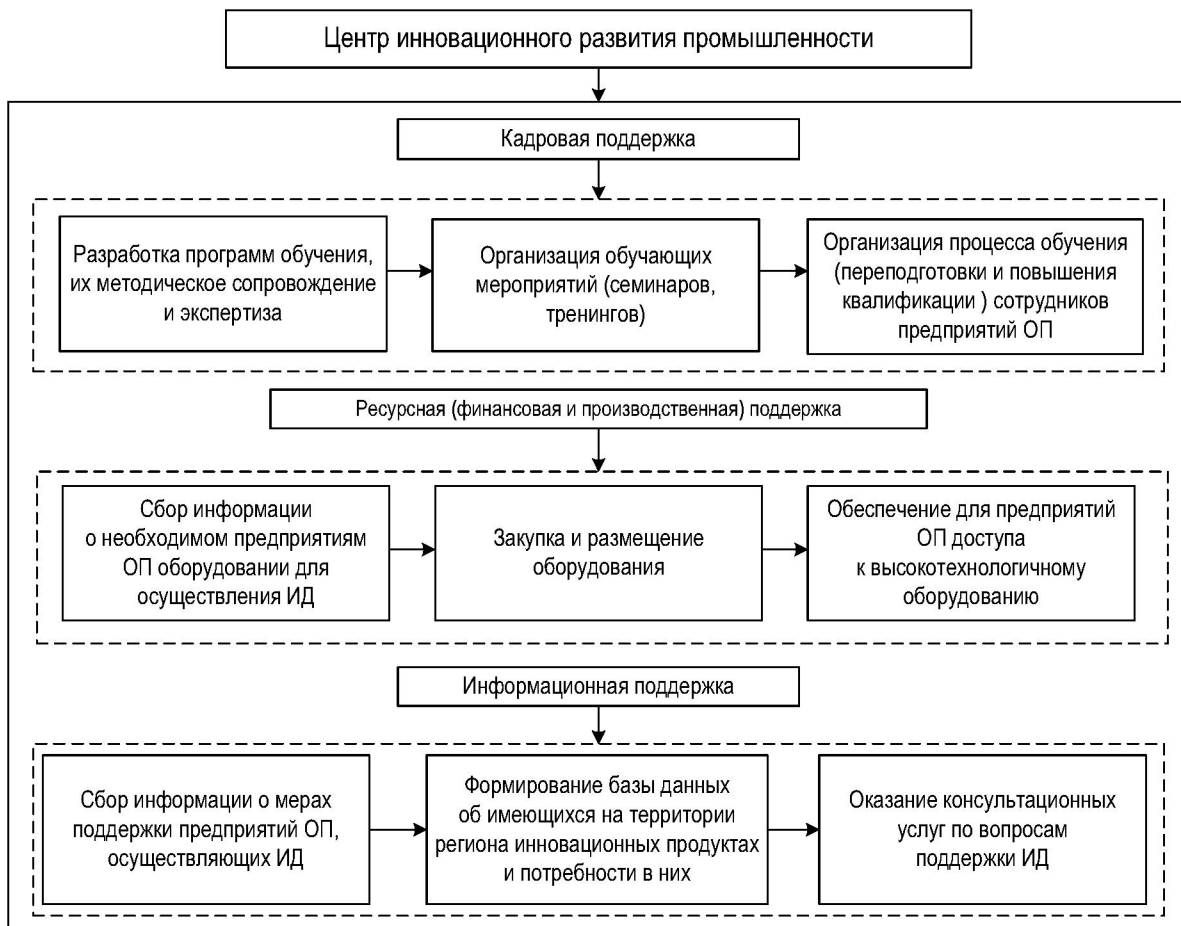 Центр инновационного развития промышленности
Кадровая поддержка
Разработка программ обучения,
их методическое сопровождение
и экспертиза
Организация обучающих
мероприятий (семинаров,
тренингов)
Организация процесса обучения
(переподготовки и повышения
квалификации ) сотрудников
предприятий ОП
Ресурсная (финансовая и производственная) поддержка
Сбор информации
о необходимом предприятиям
ОП оборудовании для
осуществления ИД
Закупка и размещение
оборудования
Обеспечение для предприятий
ОП доступа
к высокотехнологичному
оборудованию
Информационная поддержка
Сбор информации о мерах
поддержки предприятий ОП,
осуществляющих ИД
Формирование базы данных
об имеющихся на территории
региона инновационных продуктах
и потребности в них
Оказание консультационных
услуг по вопросам
поддержки ИД